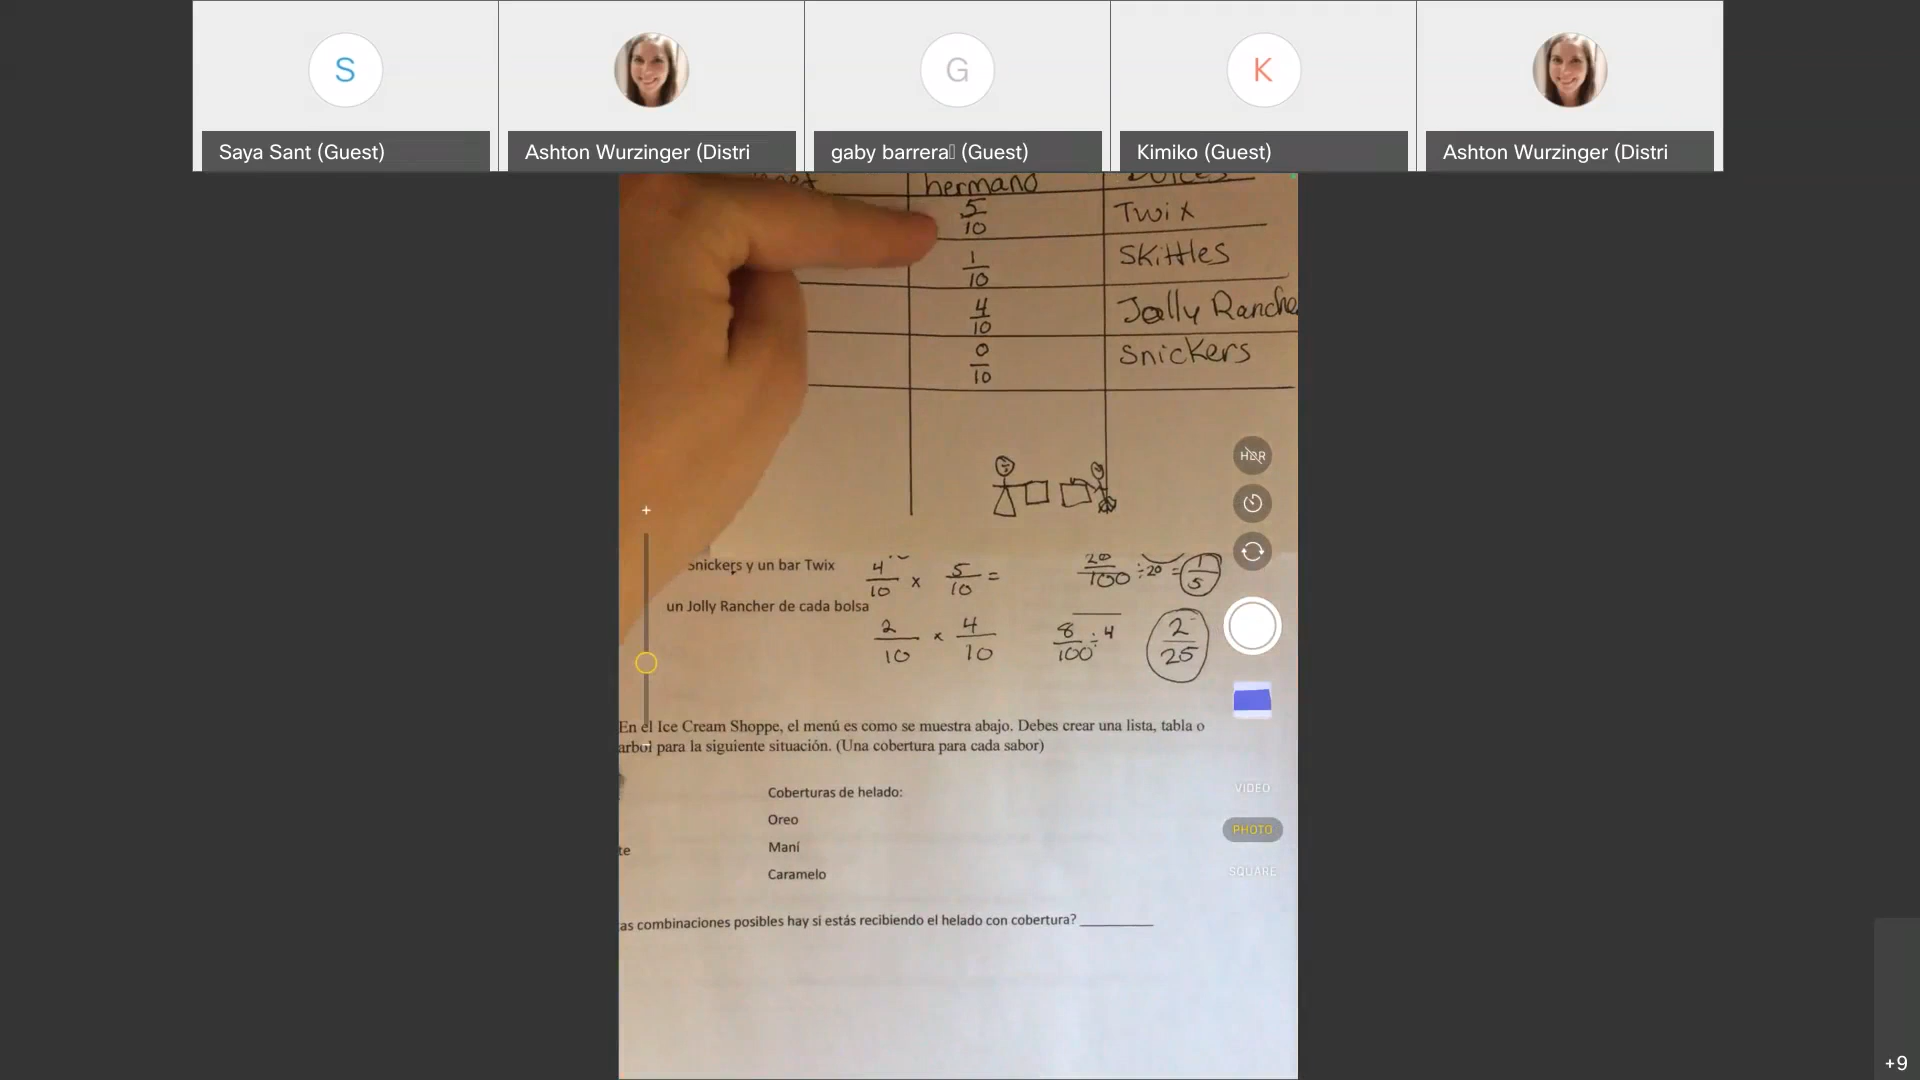 S
G
K
Saya Sant (Guest)
Ashton Wurzinger (Distri
gaby barrera (Guest)
Kimiko (Guest)
Ashton Wurzinger (Distri
hermano
Dulces
5/10
Twix
1/10
Skittles
4/10
Jolly Ranche
0/10
Snickers
HDR
Snickers y un bar Twix
4/10 x 5/10 =
20/100 ÷ 20 = 1/5
un Jolly Rancher de cada bolsa
2/10 x 4/10
8/100 ÷ 4
2/25
En el Ice Cream Shoppe, el menú es como se muestra abajo. Debes crear una lista, tabla o
arbol para la siguiente situación. (Una cobertura para cada sabor)
Coberturas de helado:
Oreo
te
Maní
Caramelo
as combinaciones posibles hay si estás recibiendo el helado con cobertura?
VIDEO
PHOTO
SQUARE
+9